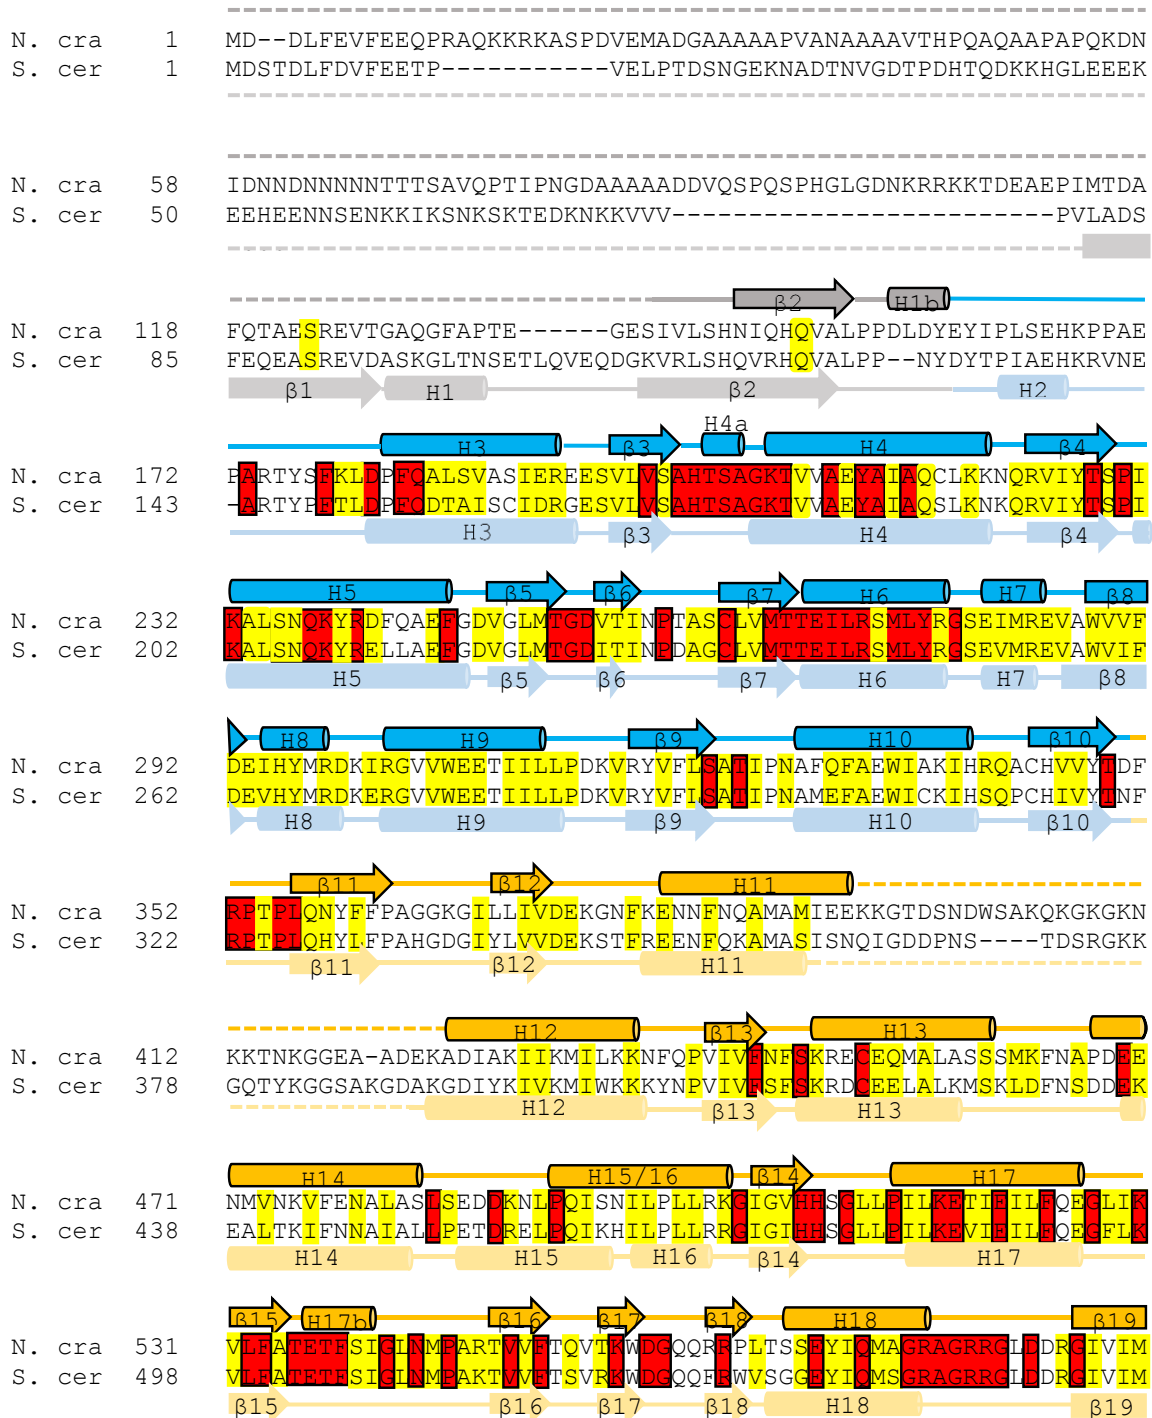 N. cra 1 MD--DLFEVFEEQPRAQKKRKASPDVEMADGAAAAAAPVANAAAAVTHPQAQAAPAPQKDN
S. cer 1 MDSTDLFDVFEETP-----------VELPTDSNGEKNADTNVGDTPDHTQDKKHGLEEEK
N. cra 58 IDNNDNNNNNTTTSAVQPTIPNGDAAAAADDVQSPQSPHGLGDNKRRKKTDEAEPIMTDA
S. cer 50 EEHEENNSENKKIKSNKSKTEDKNKKVVV-------------------------PVLADS
β2 H1b
N. cra 118 FQTAESREVTGAQGFAPTE------GESIVLSHNIQHQVALPPDLDYEYIPLSEHKPPAE
S. cer 85 FEQEASREVDASKGLTNSETLQVEQDGKVRLSHQVRHQVALPP--NYDYTPIAEHKRVNE
β1 H1 β2 H2
H3 β3 H4a H4 β4
N. cra 172 PARTYSFKLDPFQALSVASIEREESVLVSAHTSAGKTVVAEYAIAQCLKKNQRVIYTSPI
S. cer 143 -ARTYPFTLDPFQDTAISCIDRGESVLVSAHTSAGKTVVAEYAIAQSLKNKQRVIYTSPI
H3 β3 H4 β4
H5 β5 β6 β7 H6 H7 β8
N. cra 232 KALSNQKYRDFQAEFGDVGLMTGDVTINPTASCLVMTTEILRSMLYRGSEIMREVAWVVF
S. cer 202 KALSNQKYRELLAEFGDVGLMTGDITINPDAGCLVMTTEILRSMLYRGSEVMREVAWVIF
H5 β5 β6 β7 H6 H7 β8
H8 H9 β9 H10 β10
N. cra 292 DEIHYMRDKIRGVVWEETIILLPDKVRYVFLSATIPNAFQFAEWIAKIHRQACHVVYTDF
S. cer 262 DEVHYMRDKERGVVWEETIILLPDKVRYVFLSATIPNAMEFAEWICKIHSQPCHIVYTNF
H8 H9 β9 H10 β10
β11 β12 H11
N. cra 352 RPTPLQNYFFPAGGKGILLIVDEKGNFKENNFNQAMAMIEEKKGTDSNDWSAKQKGKGKN
S. cer 322 RPTPLQHYLFPAHGDGIYLVVDEKSTFREENFQKAMASISNQIGDDPNS----TDSRGKK
β11 β12 H11
H12 β13 H13
N. cra 412 KKTNKGGEA-ADEKADIAKIIKMILKKNFQPVIVFNFSKRECEQMALASSSMKFNAPDEE
S. cer 378 GQTYKGGSAKGDAKGDIYKIVKMIWKKKYNPVIVFSFSKRDCEELALKMSKLDFNSDDEK
H12 β13 H13
H14 H15/16 β14 H17
N. cra 471 NMVNKVFENALASLSEDDKNLPQISNILPLLRKGIGVHHSGLLPILKETIEILFQEGLIK
S. cer 438 EALTKIFNNAIALLPETDRELPQIKHILPLLRRGIGIHHSGLLPILKEVIEILFQEGFLK
H14 H15 H16 β14 H17
β15 H17b β16 β17 β18 H18 β19
N. cra 531 VLFATETFSIGLNMPARTVVFTQVTKWDGQQRRPLTSSEYIQMAGRAGRRGLDDRGIVIM
S. cer 498 VLFATETFSIGLNMPAKTVVFTSVRKWDGQQFRWVSGGEYIQMSGRAGRRGLDDRGIVIM
β15 β16 β17 β18 H18 β19